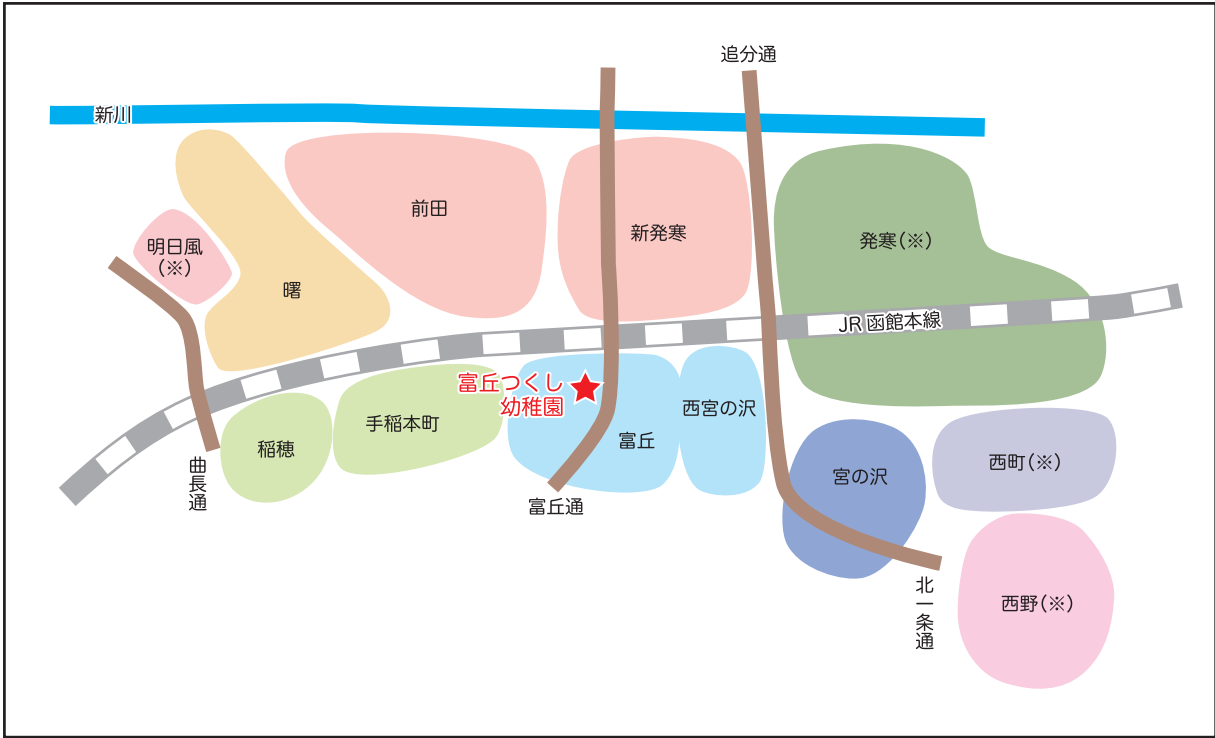 追分通
新川
前田
新発寒
発寒(※)
明日風
(※)
曙
JR 函館本線
富丘つくし
幼稚園
手稲本町
西宮の沢
富丘
稲穂
曲長通
富丘通
宮の沢
西町(※)
北一条通
西野(※)